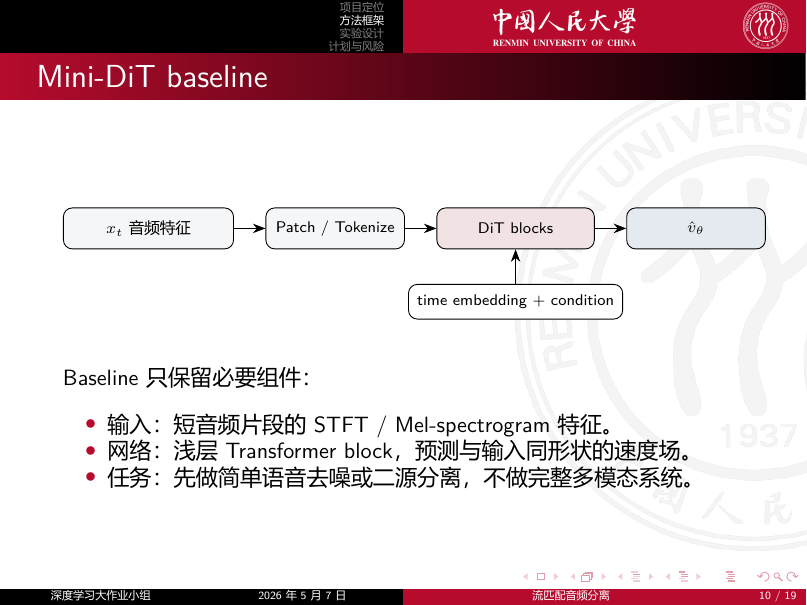 项目定位
方法框架
实验设计
计划与风险
中国人民大学
RENMIN UNIVERSITY OF CHINA
Mini-DiT baseline
x_t 音频特征
Patch / Tokenize
DiT blocks
v̂_θ
time embedding + condition
Baseline 只保留必要组件：
• 输入：短音频片段的 STFT / Mel-spectrogram 特征。
• 网络：浅层 Transformer block，预测与输入同形状的速度场。
• 任务：先做简单语音去噪或二源分离，不做完整多模态系统。
1937
深度学习大作业小组
2026 年 5 月 7 日
流匹配音频分离
10 / 19